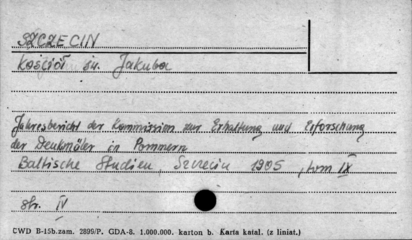 SZCZECIN
Kościół św. Jakuba
Jahresbericht der Kommission zur Erhaltung und Erforschung
der Denkmäler in Pommern
Baltische Studien, Szczecin 1905, tom IX
str. IV
CWD B-15b.zam. 2899/P. GDA-8. 1.000.000. karton b. Karta katal. (z liniat.)